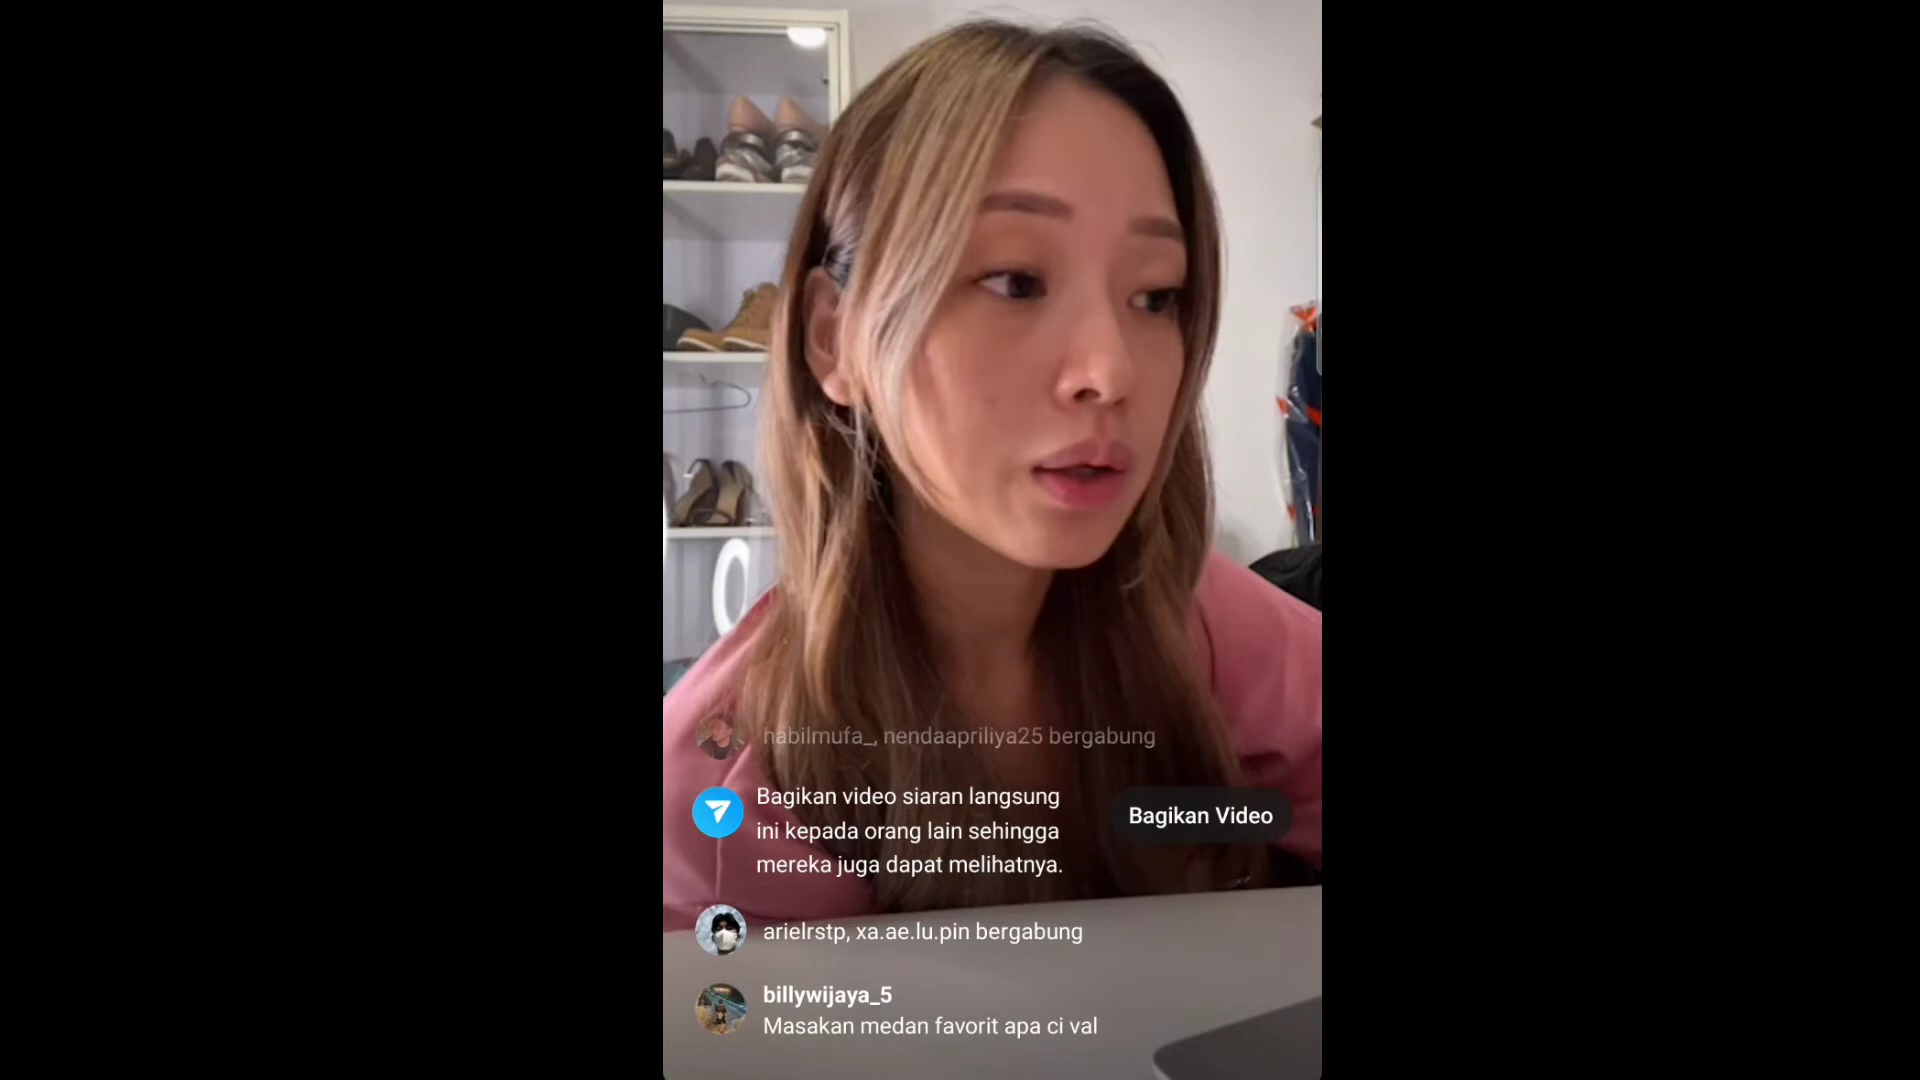 habilmufa_, nendaapriliya25 bergabung
Bagikan video siaran langsung
ini kepada orang lain sehingga
mereka juga dapat melihatnya.
Bagikan Video
arielrstp, xa.ae.lu.pin bergabung
billywijaya_5
Masakan medan favorit apa ci val